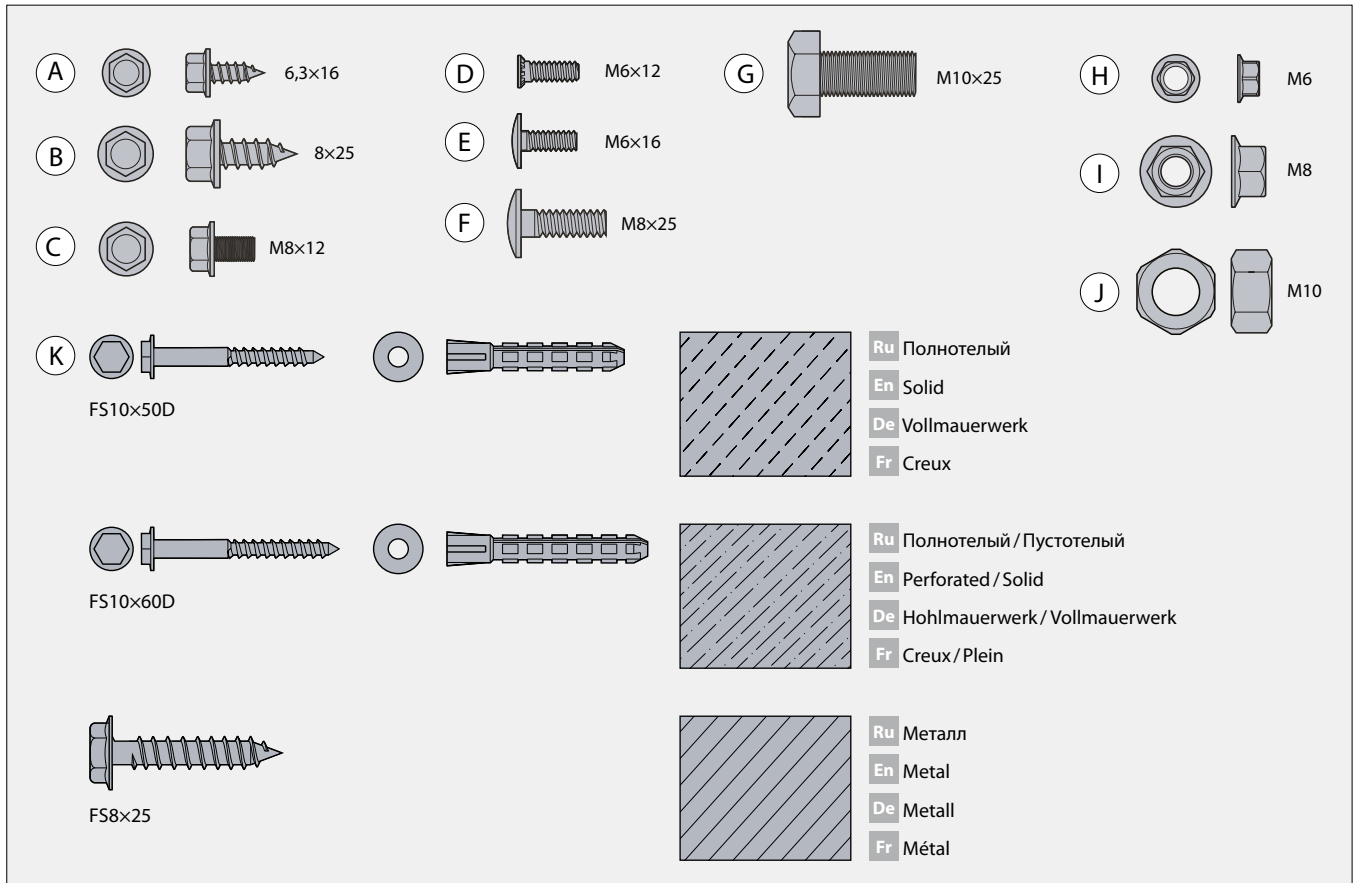 A
6,3×16
B
8×25
C
M8×12
D
M6×12
E
M6×16
F
M8×25
G
M10×25
H
M6
I
M8
J
M10
K
FS10×50D
Ru Полнотелый
En Solid
De Vollmauerwerk
Fr Creux
FS10×60D
Ru Полнотелый / Пустотелый
En Perforated / Solid
De Hohlmauerwerk / Vollmauerwerk
Fr Creux / Plein
FS8×25
Ru Металл
En Metal
De Metall
Fr Métal